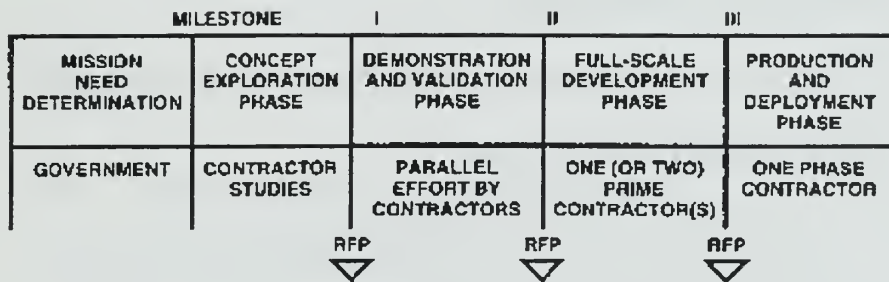 MILESTONE I II III
MISSION NEED DETERMINATION
CONCEPT EXPLORATION PHASE
DEMONSTRATION AND VALIDATION PHASE
FULL-SCALE DEVELOPMENT PHASE
PRODUCTION AND DEPLOYMENT PHASE
GOVERNMENT
CONTRACTOR STUDIES
PARALLEL EFFORT BY CONTRACTORS
ONE (OR TWO) PRIME CONTRACTOR(S)
ONE PHASE CONTRACTOR
RFP RFP RFP